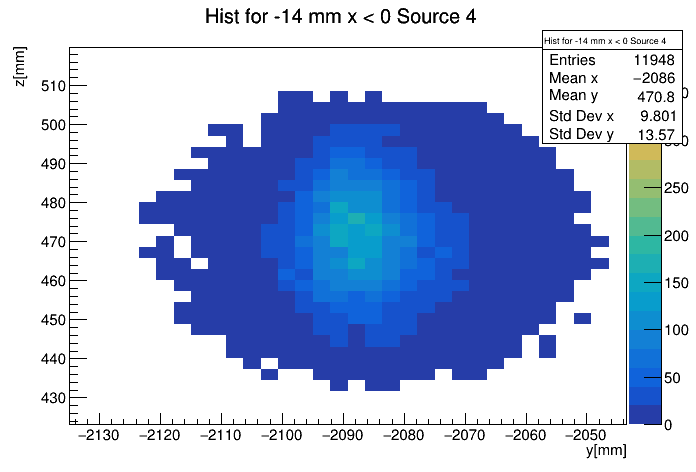 Hist for -14 mm x < 0 Source 4
Hist for -14 mm x < 0 Source 4
Entries 11948
Mean x −2086
Mean y 470.8
Std Dev x 9.801
Std Dev y 13.57
z[mm]
510
500
490
480
470
460
450
440
430
250
200
150
100
50
0
−2130 −2120 −2110 −2100 −2090 −2080 −2070 −2060 −2050
y[mm]